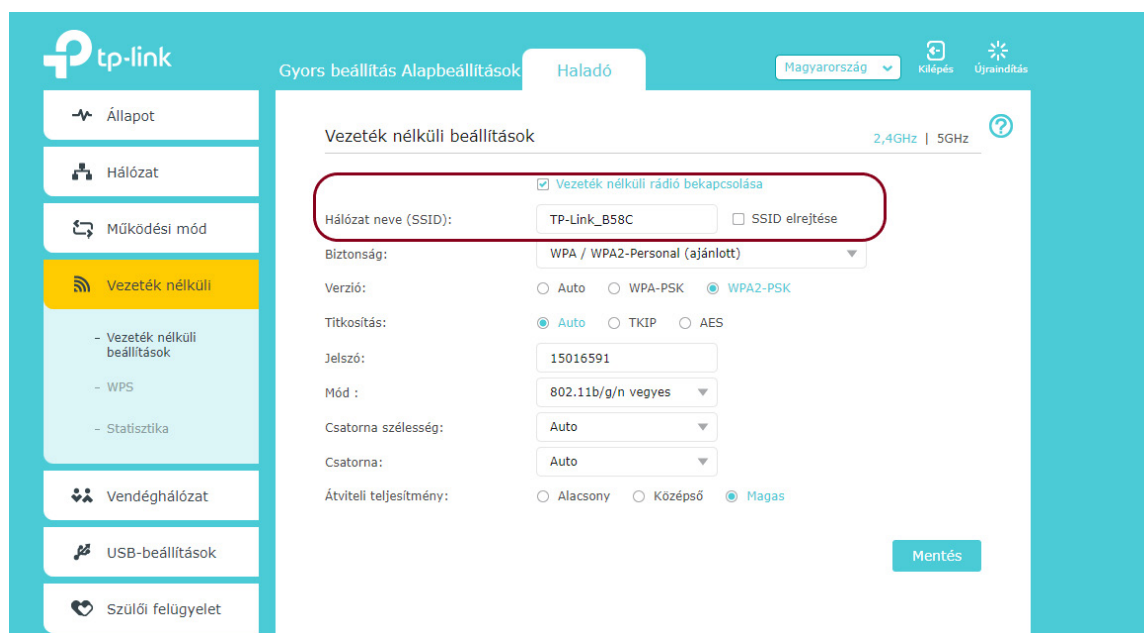 tp-link
Gyors beállítás Alapbeállítások Haladó Magyarország Kilépés Újraindítás
Állapot
Hálózat
Működési mód
Vezeték nélküli
- Vezeték nélküli
beállítások
- WPS
- Statisztika
Vendéghálózat
USB-beállítások
Szülői felügyelet
Vezeték nélküli beállítások 2,4GHz | 5GHz ?
Vezeték nélküli rádió bekapcsolása
Hálózat neve (SSID): TP-Link_B58C SSID elrejtése
Biztonság: WPA / WPA2-Personal (ajánlott)
Verzió: Auto WPA-PSK WPA2-PSK
Titkosítás: Auto TKIP AES
Jelszó: 15016591
Mód : 802.11b/g/n vegyes
Csatorna szélesség: Auto
Csatorna: Auto
Átviteli teljesítmény: Alacsony Középső Magas
Mentés